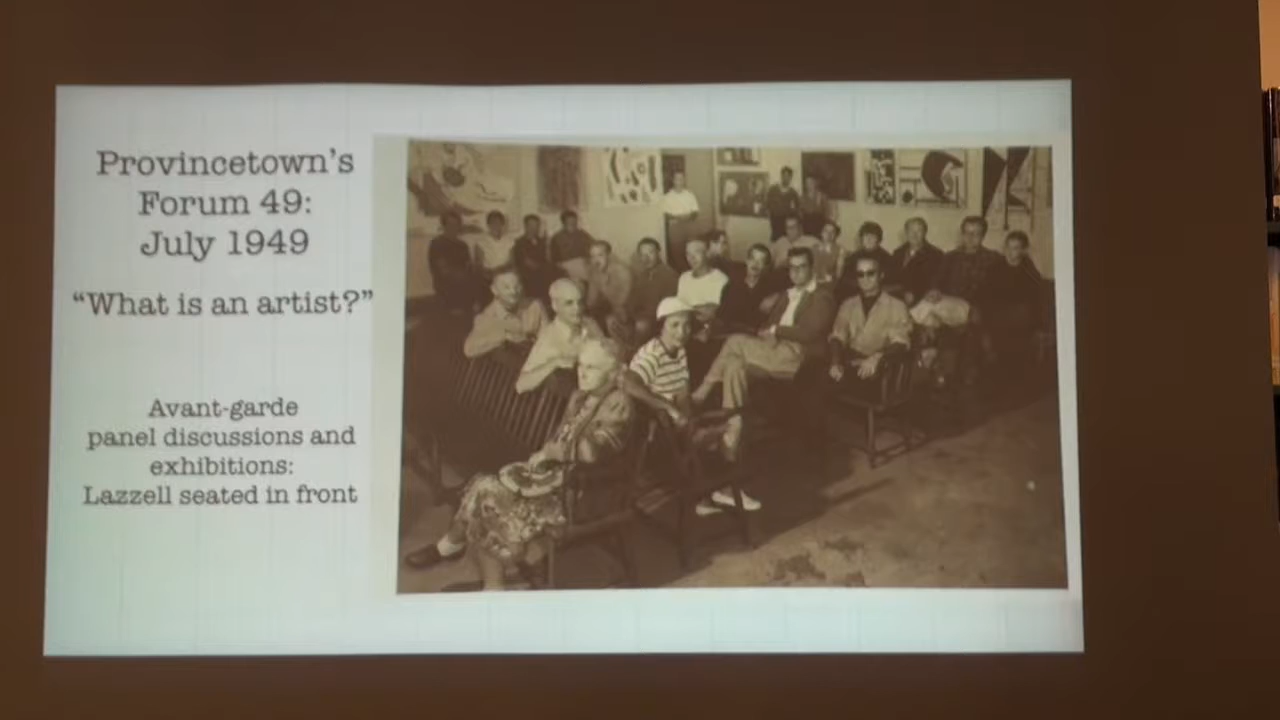 Provincetown's
Forum 49:
July 1949
“What is an artist?”
Avant-garde
panel discussions and
exhibitions:
Lazzell seated in front